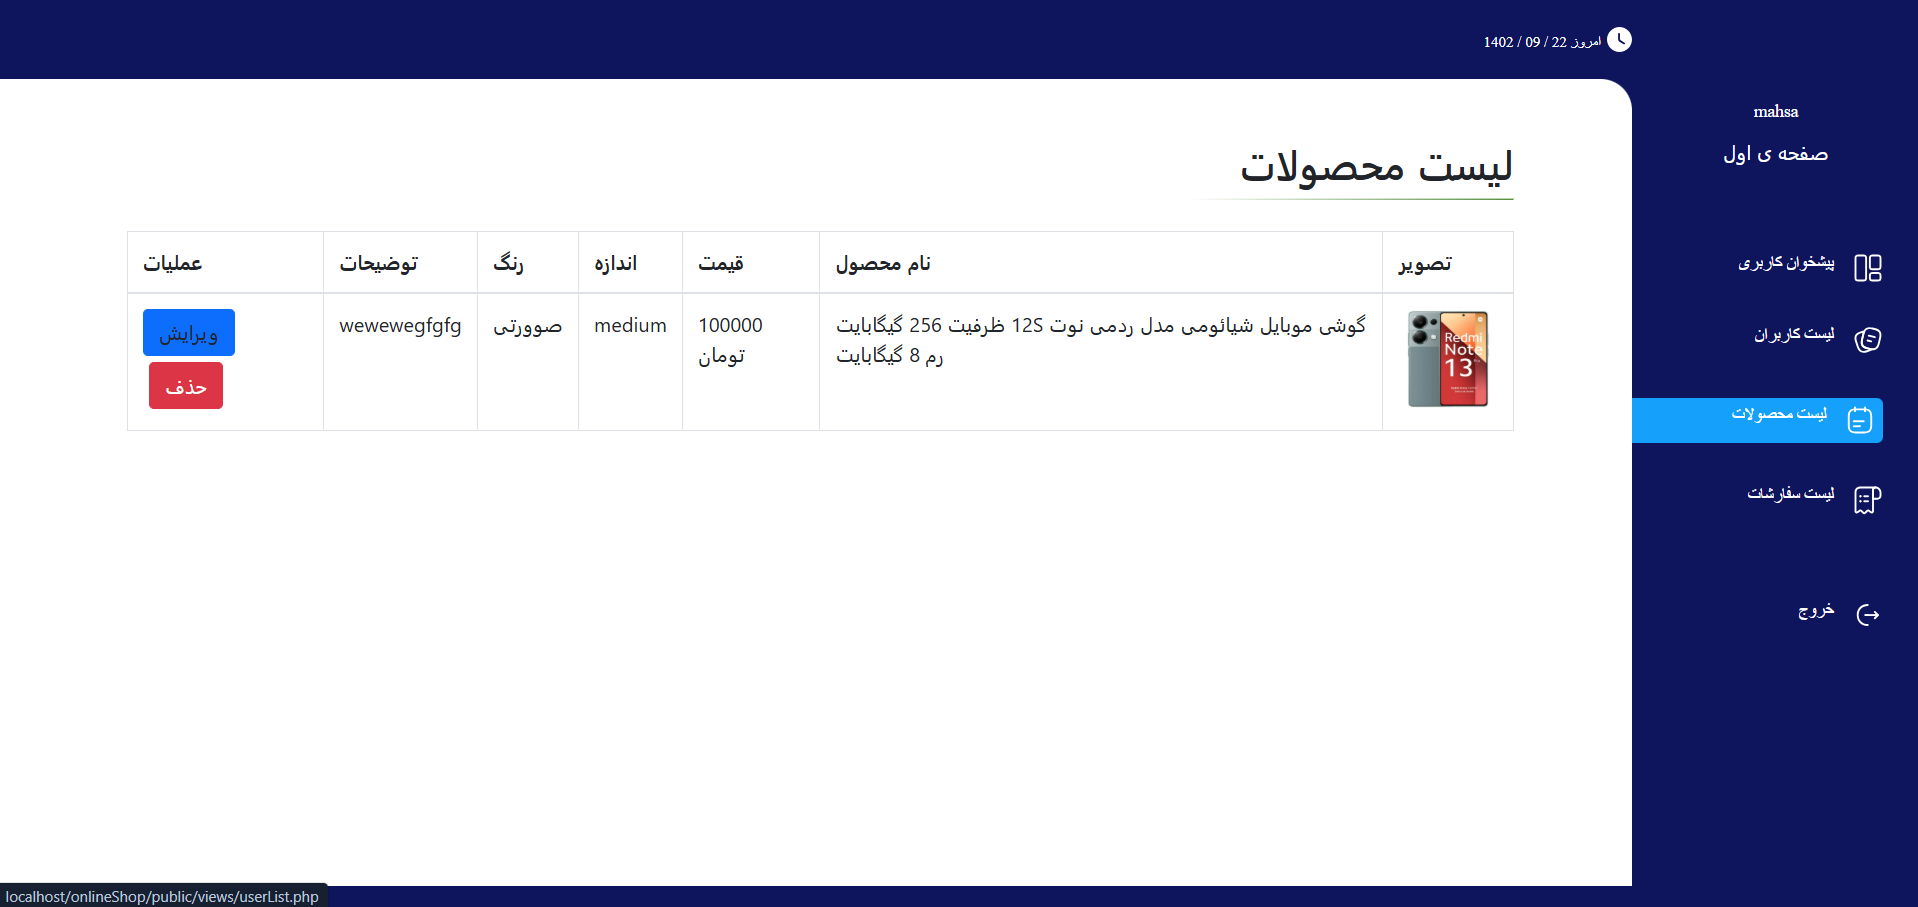 امروز 22 / 09 / 1402
mahsa
صفحه ی اول
پیشخوان کاربری
لیست کاربران
لیست محصولات
لیست سفارشات
خروج
لیست محصولات
تصویر
نام محصول
قیمت
اندازه
رنگ
توضیحات
عملیات
Redmi
Note
13
گوشی موبایل شیائومی مدل ردمی نوت 12S ظرفیت 256 گیگابایت
رم 8 گیگابایت
100000
تومان
medium
صوورتی
wewewegfgfg
ویرایش
حذف
localhost/onlineShop/public/views/userList.php